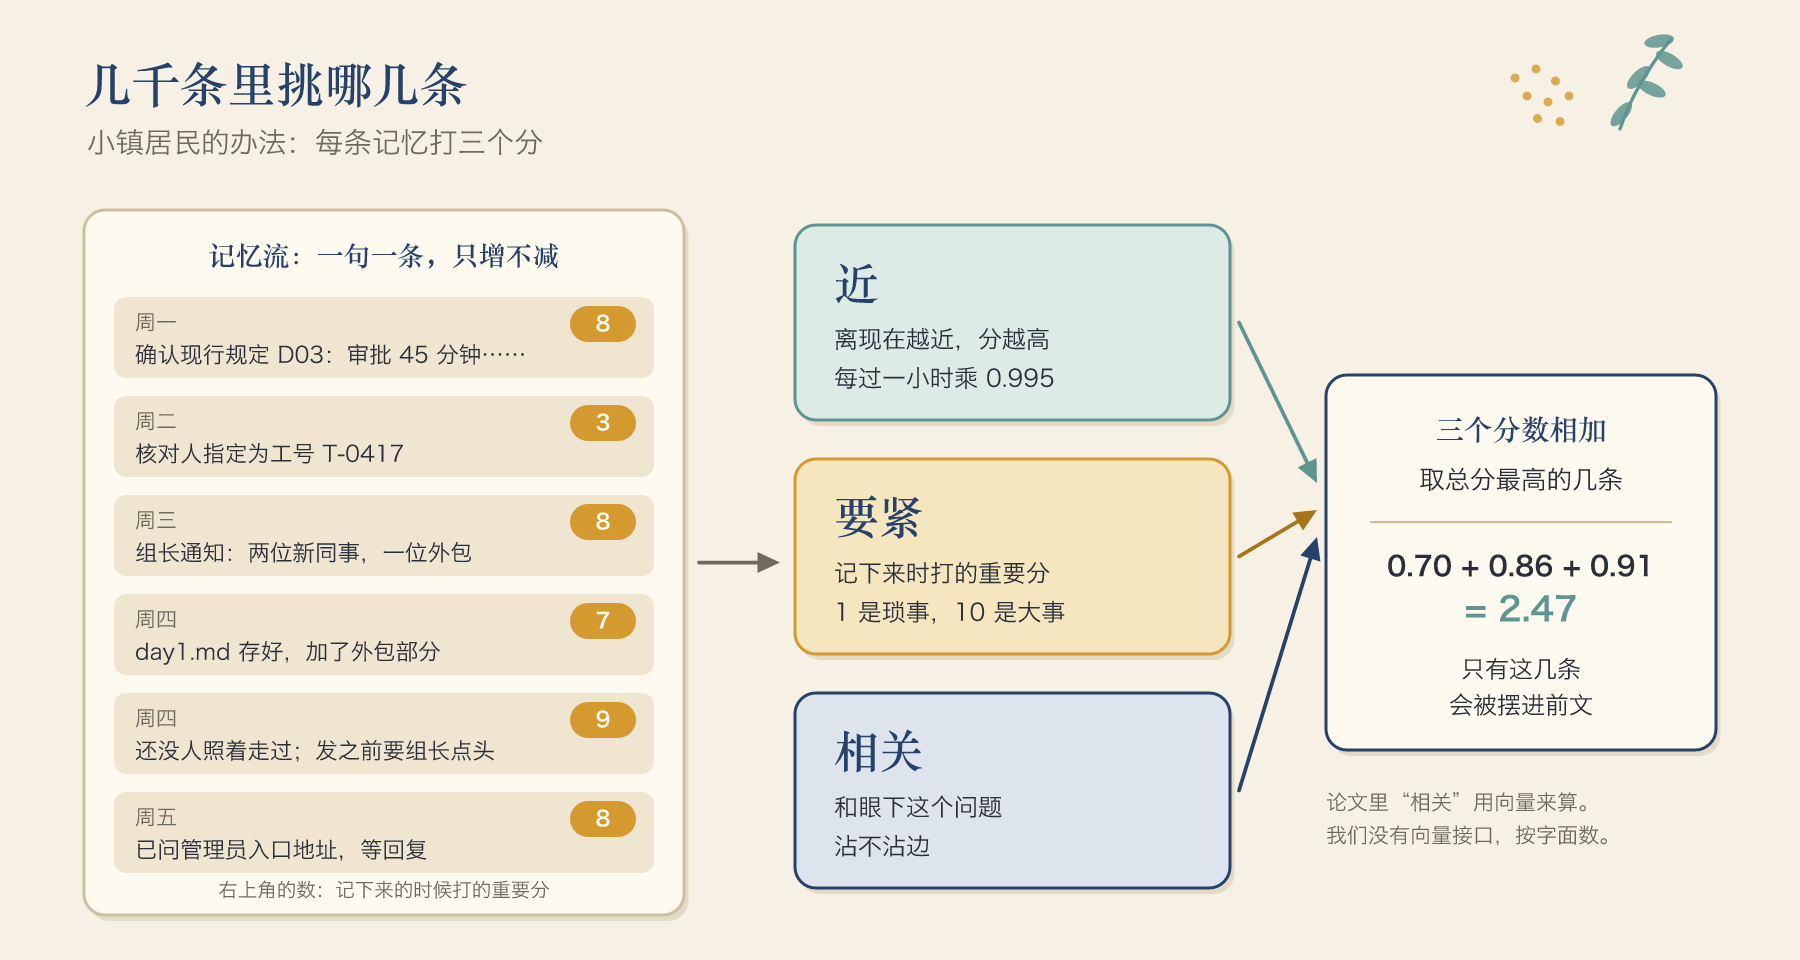 几千条里挑哪几条
小镇居民的办法：每条记忆打三个分
记忆流：一句一条，只增不减
周一
8
确认现行规定 D03：审批 45 分钟……
周二
3
核对人指定为工号 T-0417
周三
8
组长通知：两位新同事，一位外包
周四
7
day1.md 存好，加了外包部分
周四
9
还没人照着走过；发之前要组长点头
周五
8
已问管理员入口地址，等回复
右上角的数：记下来的时候打的重要分
近
离现在越近，分越高
每过一小时乘 0.995
要紧
记下来时打的重要分
1 是琐事，10 是大事
相关
和眼下这个问题
沾不沾边
三个分数相加
取总分最高的几条
0.70 + 0.86 + 0.91
= 2.47
只有这几条
会被摆进前文
论文里“相关”用向量来算。
我们没有向量接口，按字面数。